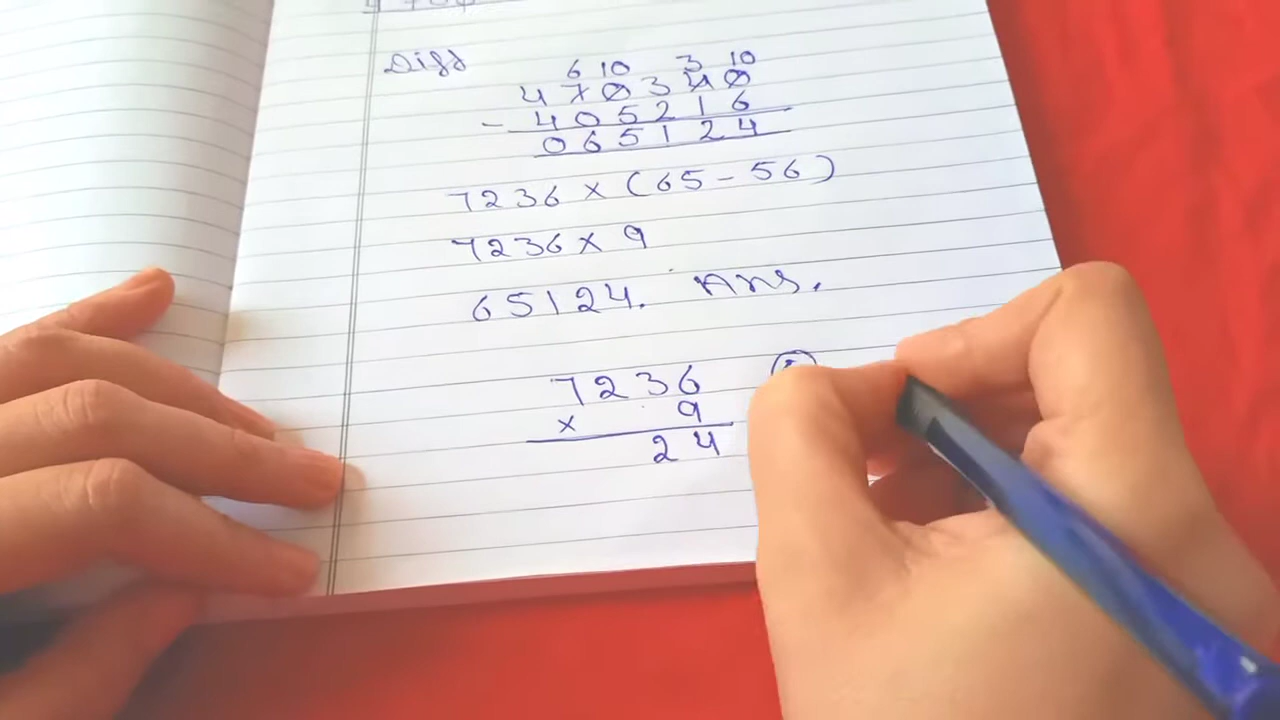 Diff
6 10 3 10
4 7 0 3 4 0
- 4 0 5 2 1 6
0 6 5 1 2 4
7236 × (65 - 56)
7236 × 9
65124. Ans.
7236
× 9
24